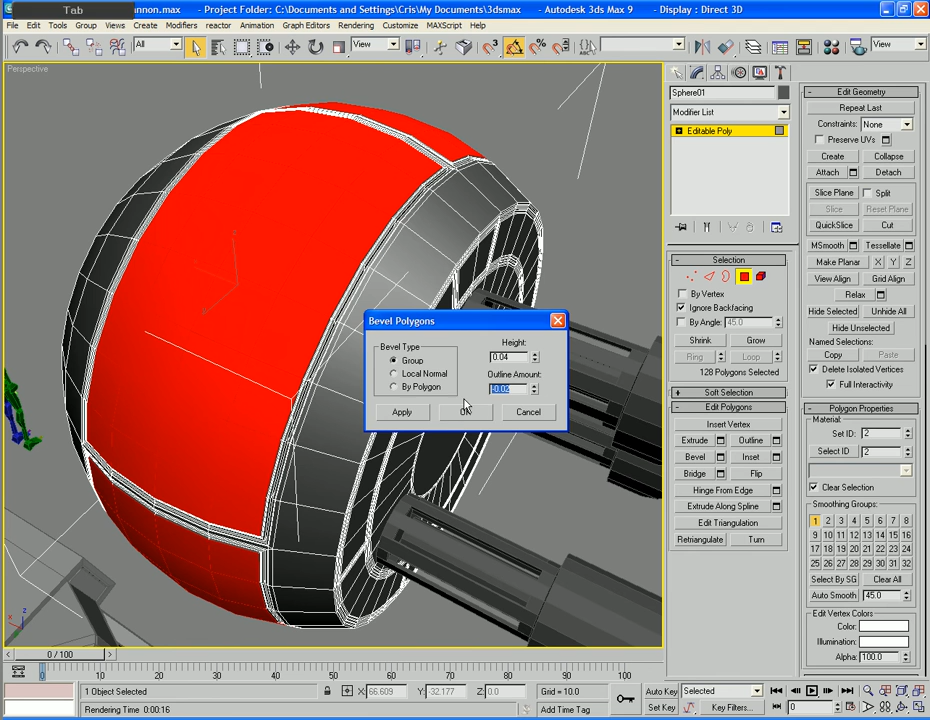 Tab
annon.max - Project Folder: C:\Documents and Settings\Cris\My Documents\3dsmax - Autodesk 3ds Max 9 - Display : Direct 3D
File Edit Tools Group Views Create Modifiers reactor Animation Graph Editors Rendering Customize MAXScript Help
All View View
Perspective
Sphere01
Modifier List
Editable Poly
Selection
By Vertex
Ignore Backfacing
By Angle: 45.0
Shrink Grow
Ring Loop
128 Polygons Selected
Soft Selection
Edit Polygons
Insert Vertex
Extrude Outline
Bevel Inset
Bridge Flip
Hinge From Edge
Extrude Along Spline
Edit Triangulation
Retriangulate Turn
Edit Geometry
Repeat Last
Constraints: None
Preserve UVs
Create Collapse
Attach Detach
Slice Plane Split
Slice Reset Plane
QuickSlice Cut
MSmooth Tessellate
Make Planar X Y Z
View Align Grid Align
Relax
Hide Selected Unhide All
Hide Unselected
Named Selections:
Copy Paste
Delete Isolated Vertices
Full Interactivity
Polygon Properties
Material:
Set ID: 2
Select ID 2
Clear Selection
Smoothing Groups:
1 2 3 4 5 6 7 8
9 10 11 12 13 14 15 16
17 18 19 20 21 22 23 24
25 26 27 28 29 30 31 32
Select By SG Clear All
Auto Smooth 45.0
Edit Vertex Colors
Color:
Illumination:
Alpha: 100.0
Bevel Polygons
Bevel Type
Group
Local Normal
By Polygon
Height:
0.04
Outline Amount:
-0.02
Apply OK Cancel
z
x
z
x
0 / 100
0 10 20 30 40 50 60 70 80 90 100
1 Object Selected X: 66.609 Y: -32.177 Z: 0.0 Grid = 10.0 Auto Key Selected
Rendering Time 0:00:16 Add Time Tag Set Key Key Filters... 0